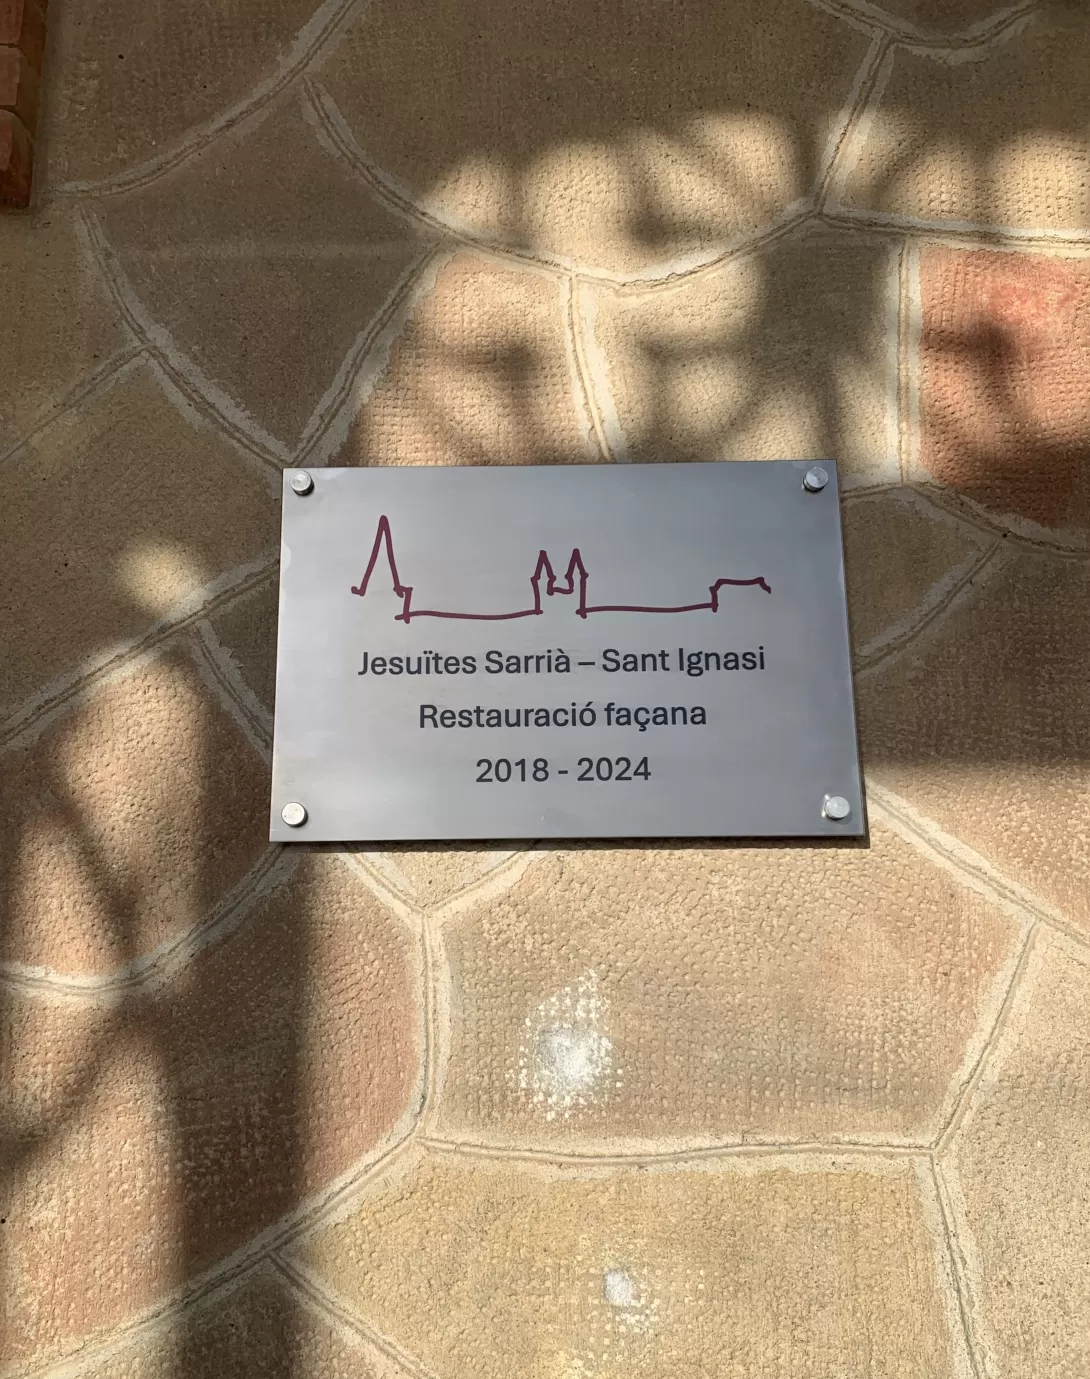 Jesuïtes Sarrià – Sant Ignasi
Restauració façana
2018 - 2024